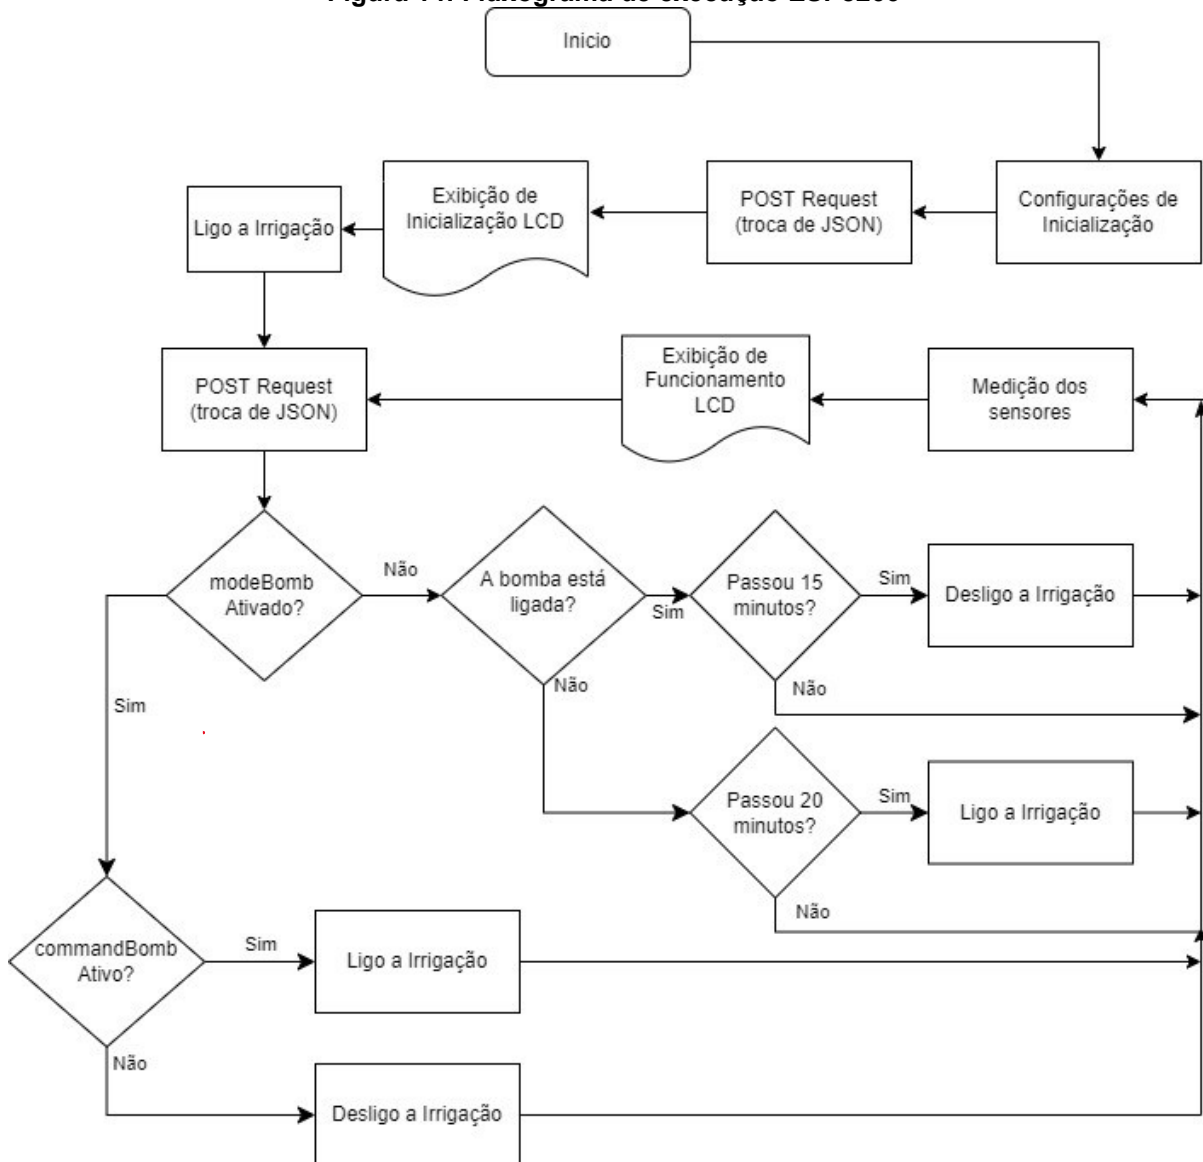 Inicio
Ligo a Irrigação
Exibição de
Inicialização LCD
POST Request
(troca de JSON)
Configurações de
Inicialização
POST Request
(troca de JSON)
Exibição de
Funcionamento
LCD
Medição dos
sensores
modeBomb
Ativado?
Não
A bomba está
ligada?
Sim
Passou 15
minutos?
Sim
Desligo a Irrigação
Não
Não
Sim
Passou 20
minutos?
Sim
Ligo a Irrigação
Não
commandBomb
Ativo?
Sim
Ligo a Irrigação
Não
Desligo a Irrigação